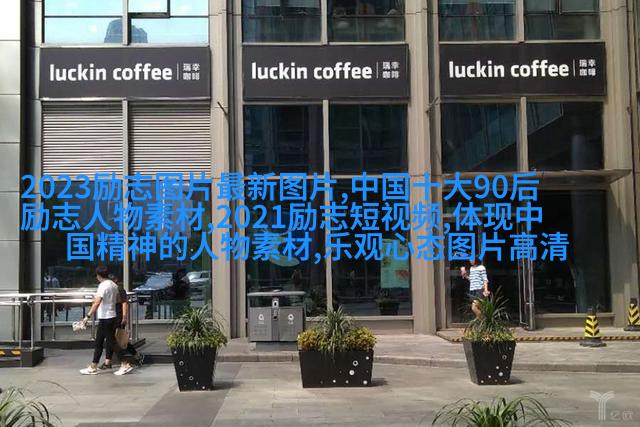 luckin coffee 瑞幸咖啡
luckin coffee 瑞幸咖啡
luckin coffee 瑞幸咖啡
2023励志图片最新图片,中国十大90后
励志人物素材,2021励志短视频,体现中
国精神的人物素材,乐观心态图片高清
亿欧